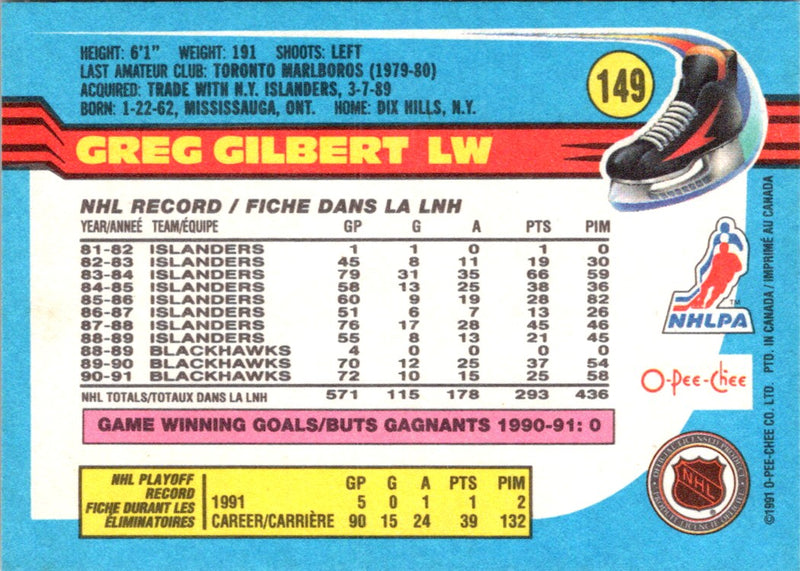 HEIGHT: 6'1" WEIGHT: 191 SHOOTS: LEFT
LAST AMATEUR CLUB: TORONTO MARLBOROS (1979-80)
ACQUIRED: TRADE WITH N.Y. ISLANDERS, 3-7-89
BORN: 1-22-62, MISSISSAUGA, ONT. HOME: DIX HILLS, N.Y.
149
GREG GILBERT LW
NHL RECORD / FICHE DANS LA LNH
YEAR/ANNÉE TEAM/ÉQUIPE GP G A PTS PIM
81-82 ISLANDERS 1 1 0 1 0
82-83 ISLANDERS 45 8 11 19 30
83-84 ISLANDERS 79 31 35 66 59
84-85 ISLANDERS 58 13 25 38 36
85-86 ISLANDERS 60 9 19 28 82
86-87 ISLANDERS 51 6 7 13 26
87-88 ISLANDERS 76 17 28 45 46
88-89 ISLANDERS 55 8 13 21 45
88-89 BLACKHAWKS 4 0 0 0 0
89-90 BLACKHAWKS 70 12 25 37 54
90-91 BLACKHAWKS 72 10 15 25 58
NHL TOTALS/TOTAUX DANS LA LNH 571 115 178 293 436
GAME WINNING GOALS/BUTS GAGNANTS 1990-91: 0
NHL PLAYOFF
RECORD
FICHE DURANT LES
ÉLIMINATOIRES
GP G A PTS PIM
1991 5 0 1 1 2
CAREER/CARRIÈRE 90 15 24 39 132
TM
NHLPA
O-Pee-Chee
OFFICIAL LICENSED PRODUCT
NHL
PRODUIT LICENCIÉ OFFICIEL
©1991 O-PEE-CHEE CO. LTD. PTD. IN CANADA / IMPRIMÉ AU CANADA